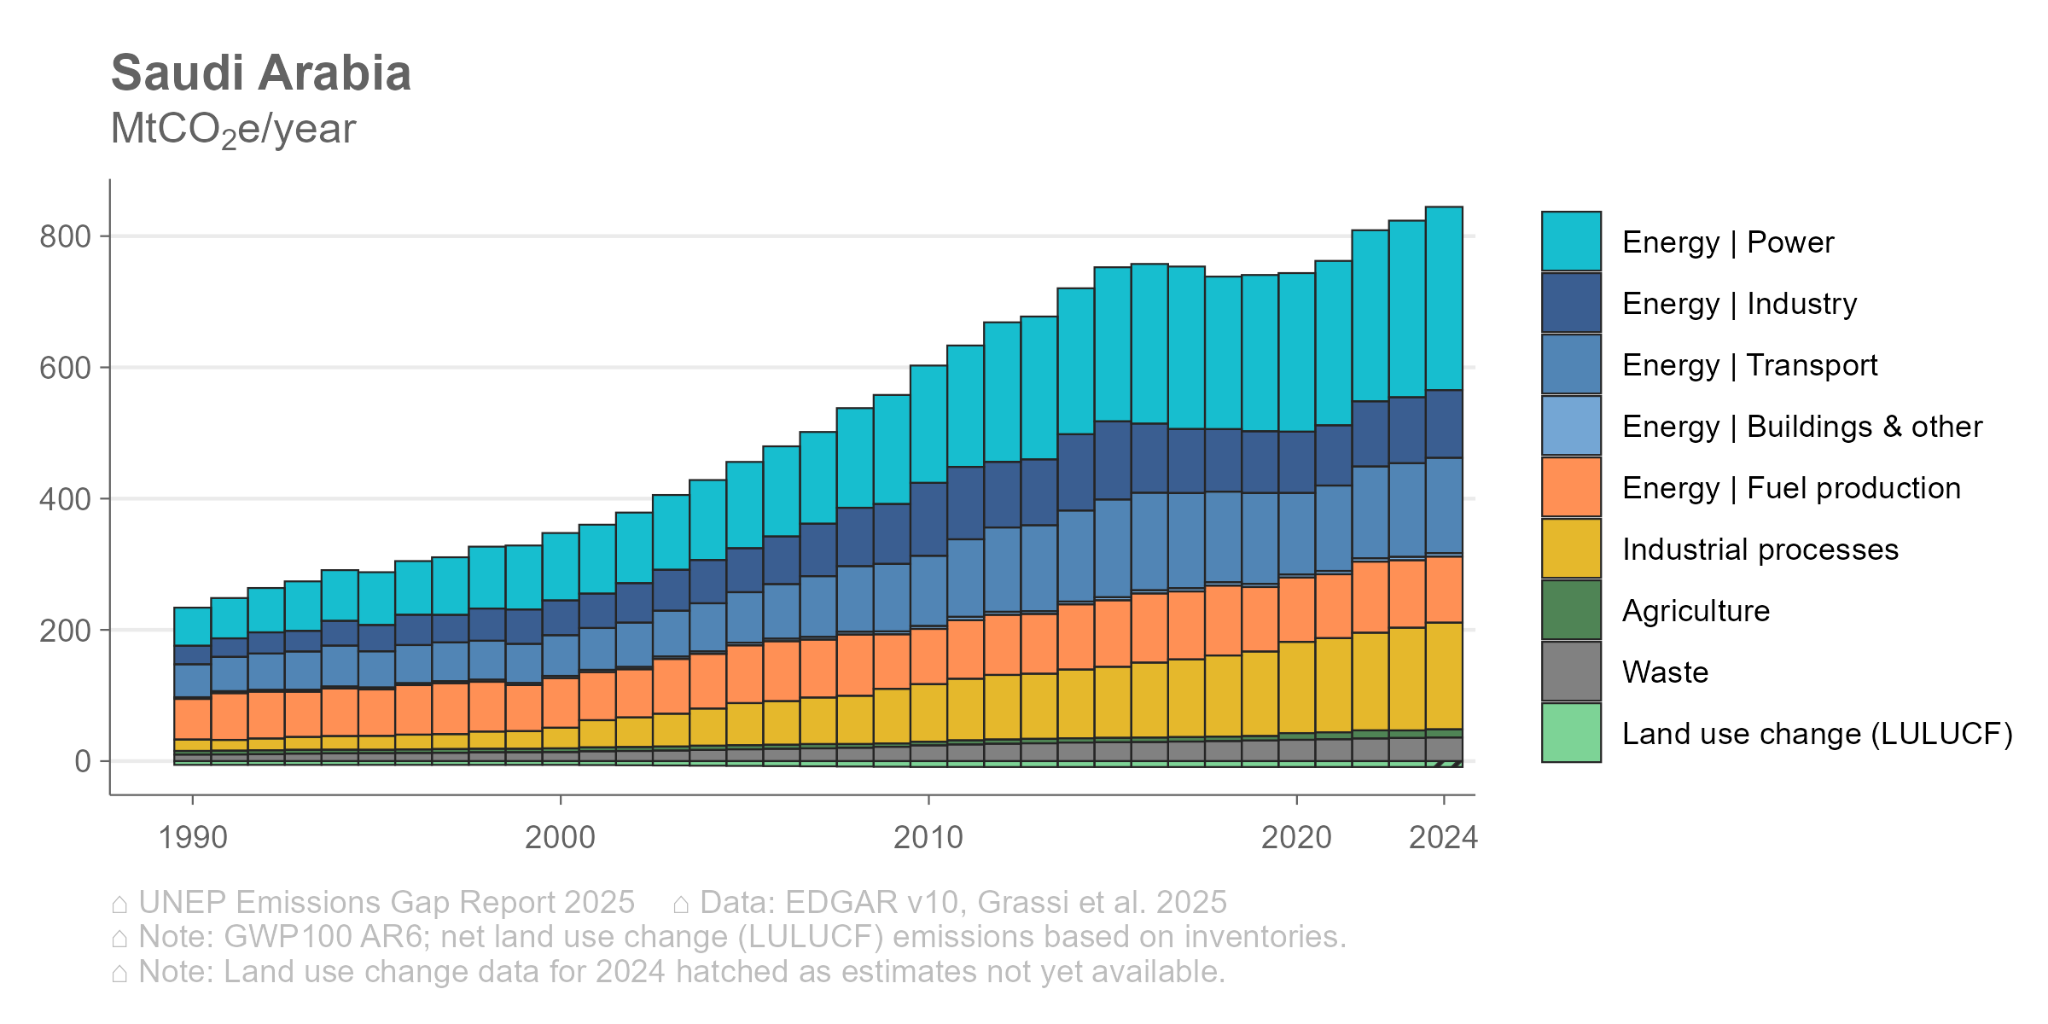 Saudi Arabia
MtCO₂e/year
800
600
400
200
0
1990
2000
2010
2020
2024
Energy | Power
Energy | Industry
Energy | Transport
Energy | Buildings & other
Energy | Fuel production
Industrial processes
Agriculture
Waste
Land use change (LULUCF)
⌂ UNEP Emissions Gap Report 2025 ⌂ Data: EDGAR v10, Grassi et al. 2025
⌂ Note: GWP100 AR6; net land use change (LULUCF) emissions based on inventories.
⌂ Note: Land use change data for 2024 hatched as estimates not yet available.